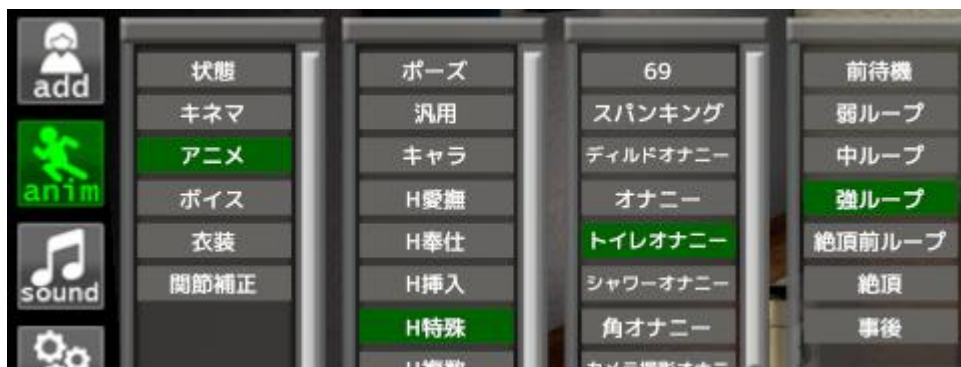 add
anim
sound
状態
キネマ
アニメ
ボイス
衣装
関節補正
ポーズ
汎用
キャラ
H愛撫
H奉仕
H挿入
H特殊
69
スパンキング
ディルドオナニー
オナニー
トイレオナニー
シャワーオナニー
角オナニー
前待機
弱ループ
中ループ
強ループ
絶頂前ループ
絶頂
事後